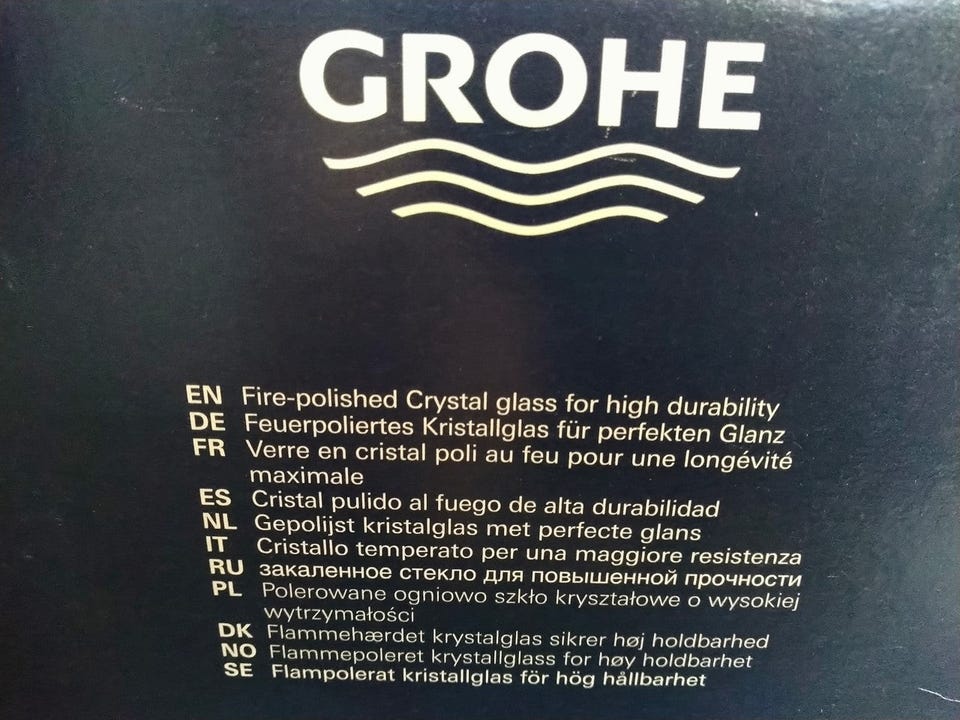 GROHE
EN Fire-polished Crystal glass for high durability
DE Feuerpoliertes Kristallglas für perfekten Glanz
FR Verre en cristal poli au feu pour une longévité
maximale
ES Cristal pulido al fuego de alta durabilidad
NL Gepolijst kristalglas met perfecte glans
IT Cristallo temperato per una maggiore resistenza
RU закаленное стекло для повышенной прочности
PL Polerowane ogniowo szkło kryształowe o wysokiej
wytrzymałości
DK Flammehærdet krystalglas sikrer høj holdbarhed
NO Flammepoleret krystallglass for høy holdbarhet
SE Flampolerat kristallglas för hög hållbarhet